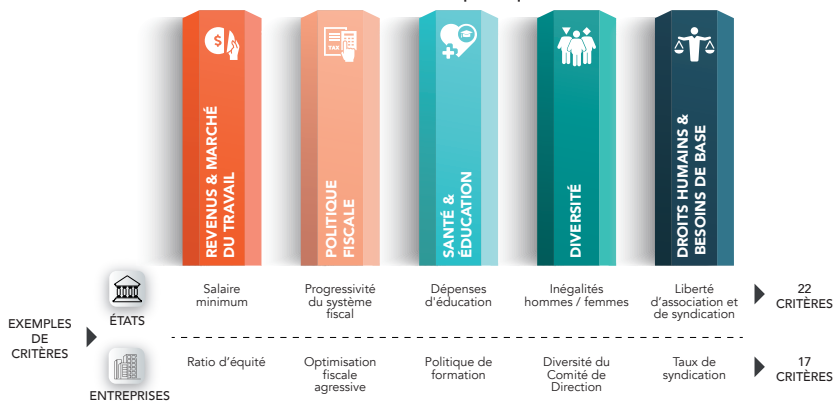 $
TAX
REVENUS & MARCHÉ
DU TRAVAIL
POLITIQUE
FISCALE
SANTÉ &
ÉDUCATION
DIVERSITÉ
DROITS HUMAINS &
BESOINS DE BASE
EXEMPLES
DE
CRITÈRES
ÉTATS
Salaire
minimum
Progressivité
du système
fiscal
Dépenses
d'éducation
Inégalités
hommes / femmes
Liberté
d'association et
de syndication
22
CRITÈRES
ENTREPRISES
Ratio d'équité
Optimisation
fiscale
agressive
Politique de
formation
Diversité du
Comité de
Direction
Taux de
syndication
17
CRITÈRES